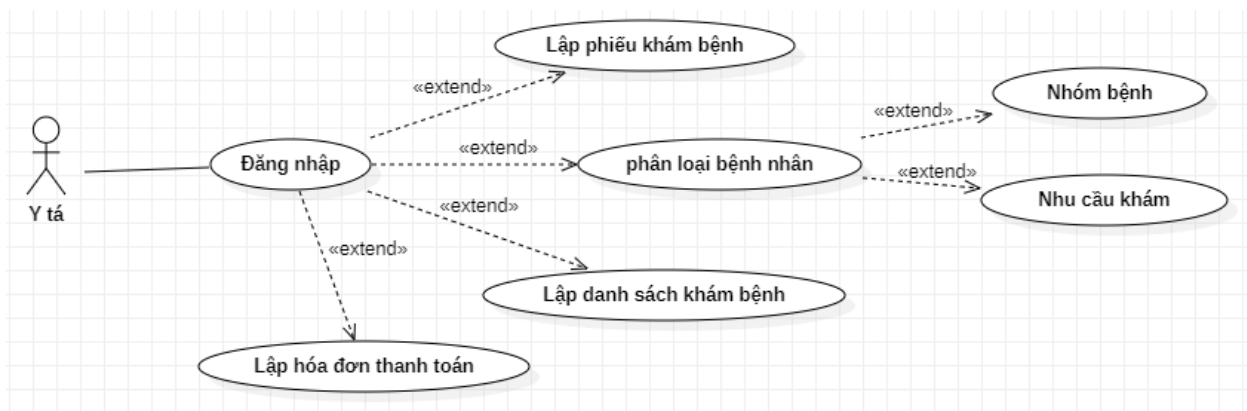 Lập phiếu khám bệnh
«extend»
Nhóm bệnh
«extend»
«extend»
Đăng nhập
phân loại bệnh nhân
«extend»
Nhu cầu khám
Y tá
«extend»
«extend»
Lập danh sách khám bệnh
Lập hóa đơn thanh toán